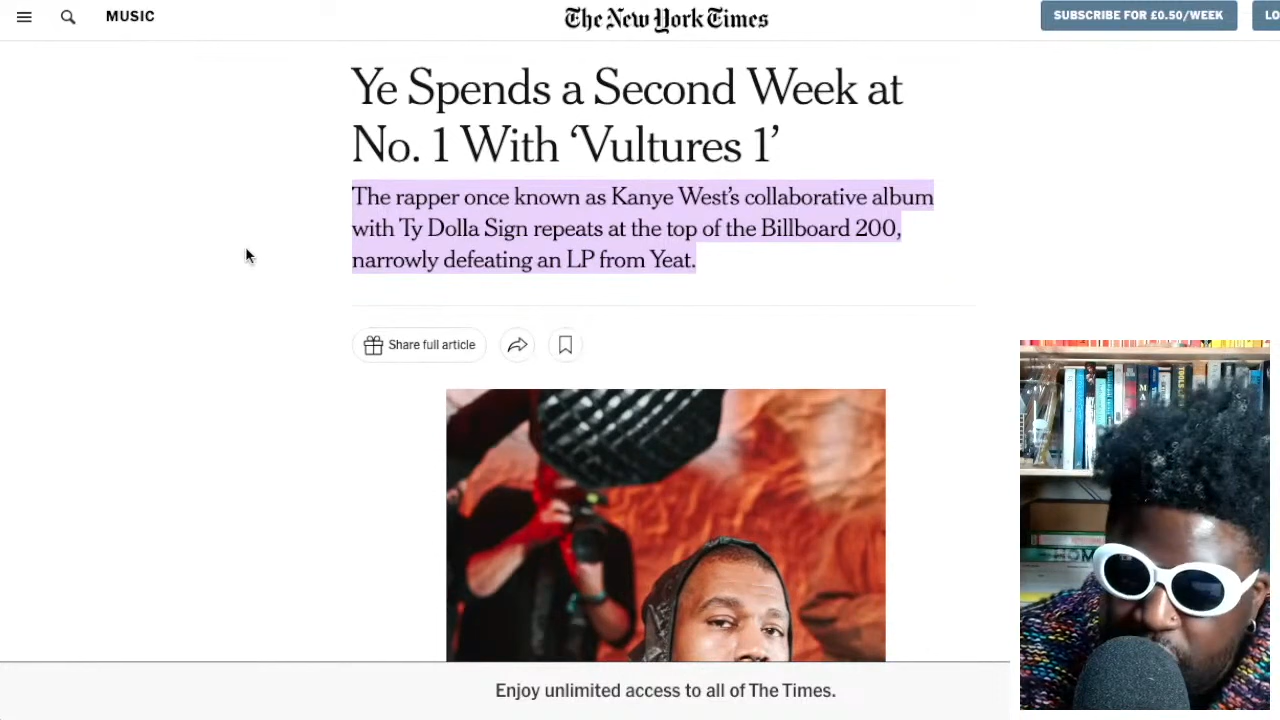 MUSIC
The New York Times
SUBSCRIBE FOR £0.50/WEEK
LO
Ye Spends a Second Week at
No. 1 With ‘Vultures 1’
The rapper once known as Kanye West’s collaborative album
with Ty Dolla Sign repeats at the top of the Billboard 200,
narrowly defeating an LP from Yeat.
Share full article
Enjoy unlimited access to all of The Times.